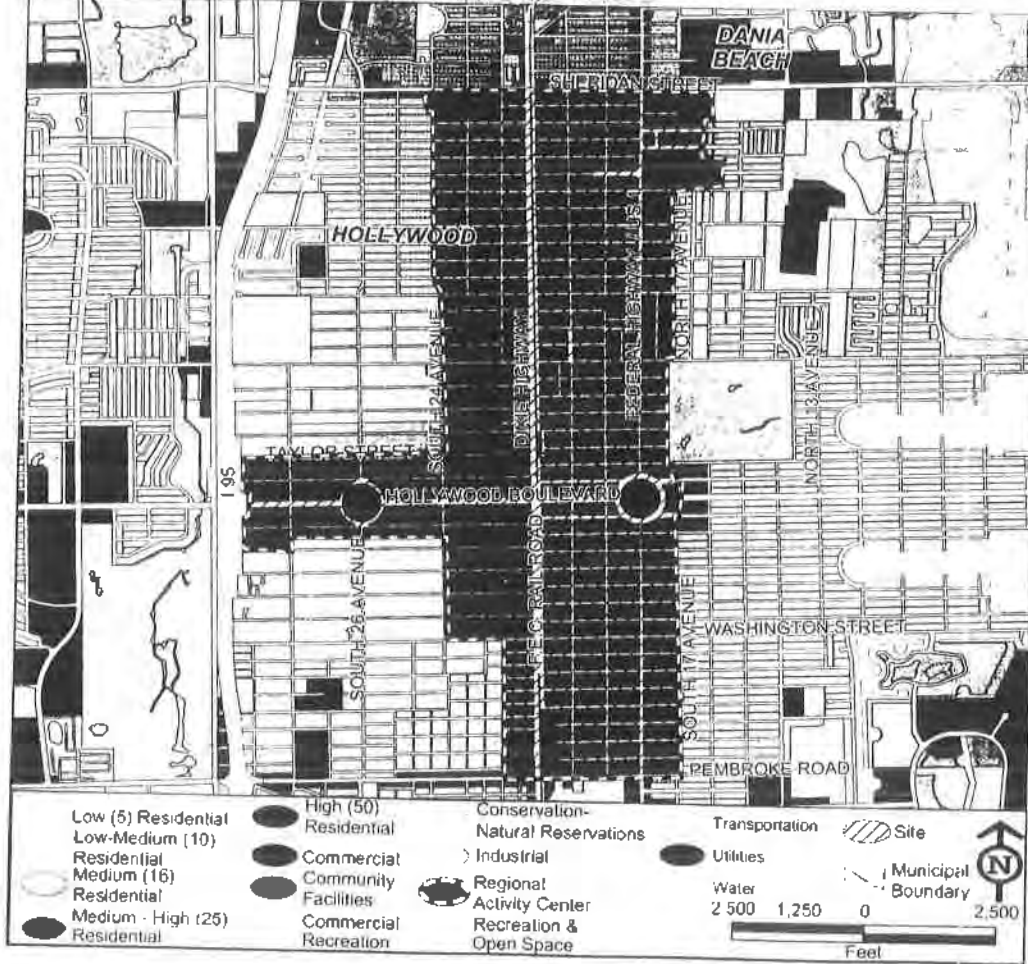 DANIA
BEACH
SHERIDAN STREET
HOLLYWOOD
SOUTH 24 AVENUE
DIXIE HIGHWAY
FEDERAL HIGHWAY US 1
NORTH 17 AVENUE
NORTH 13 AVENUE
TAYLOR STREET
I 95
HOLLYWOOD BOULEVARD
SOUTH 26 AVENUE
F.E.C. RAILROAD
SOUTH 17 AVENUE
WASHINGTON STREET
PEMBROKE ROAD
Low (5) Residential
Low-Medium (10)
Residential
Medium (16)
Residential
Medium - High (25)
Residential
High (50)
Residential
Commercial
Community
Facilities
Commercial
Recreation
Conservation-
Natural Reservations
Industrial
Regional
Activity Center
Recreation &
Open Space
Transportation
Utilities
Water
Site
Municipal
Boundary
N
2 500 1,250 0 2,500
Feet